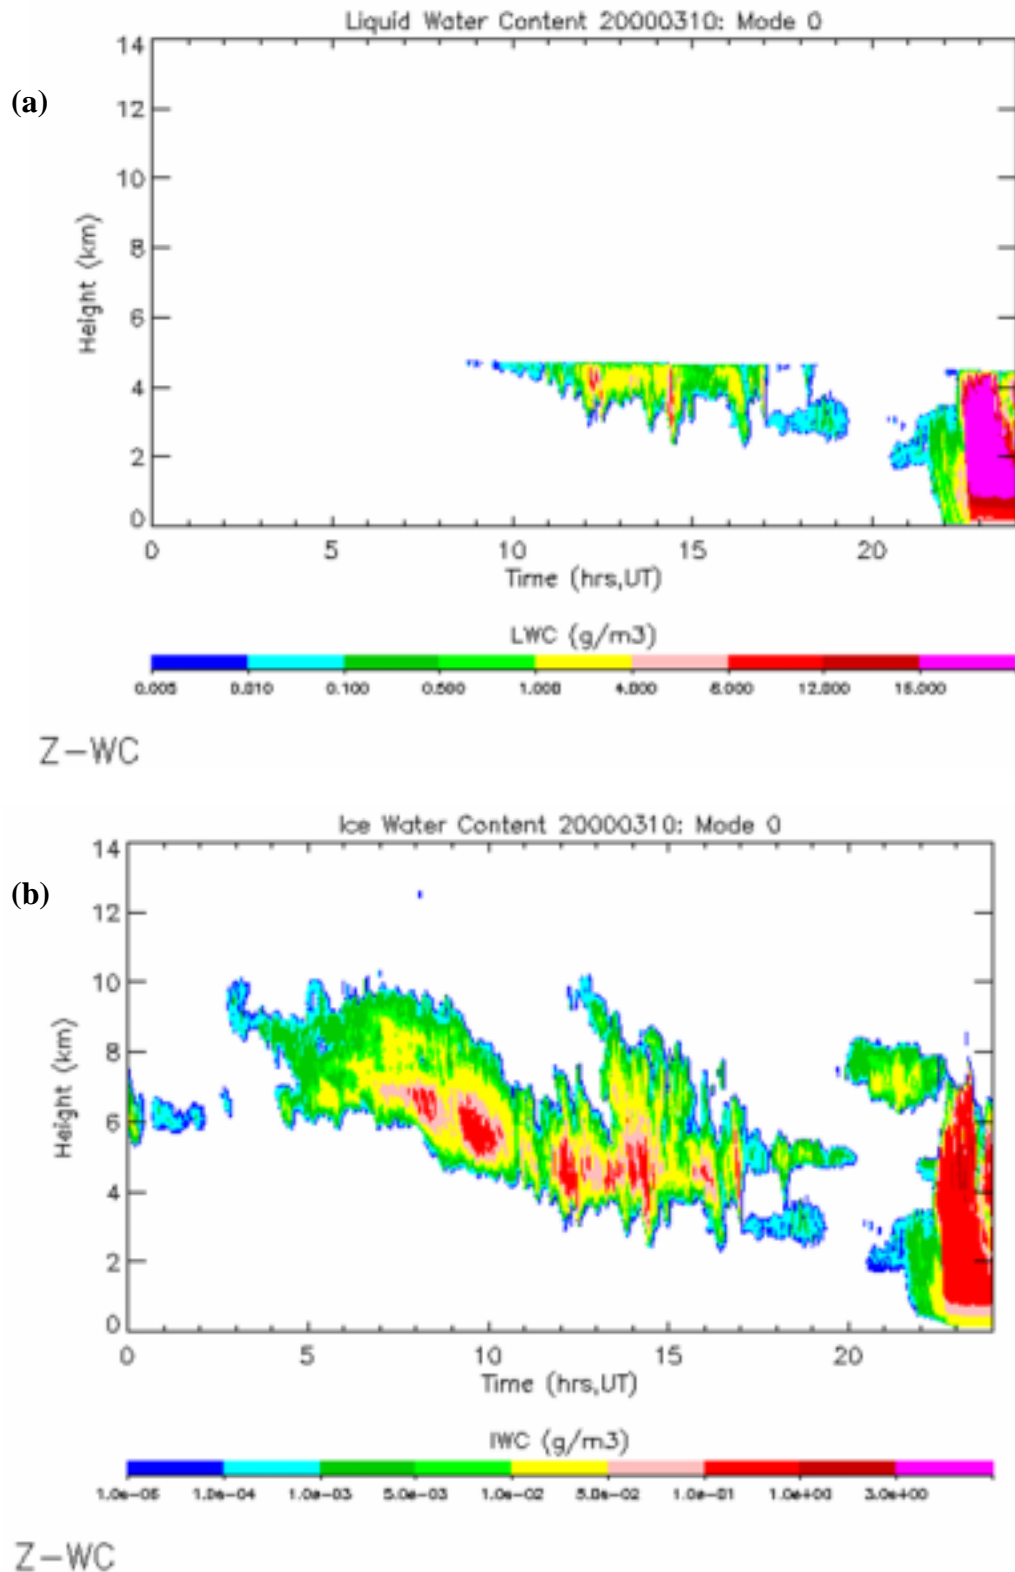 Liquid Water Content 20000310: Mode 0
(a)
14
12
10
8
6
4
2
0
Height (km)
0 5 10 15 20
Time (hrs,UT)
LWC (g/m3)
0.005 0.010 0.100 0.500 1.000 4.000 8.000 12.000 16.000
Z-WC
Ice Water Content 20000310: Mode 0
(b)
14
12
10
8
6
4
2
0
Height (km)
0 5 10 15 20
Time (hrs,UT)
IWC (g/m3)
1.0e-05 1.0e-04 1.0e-03 5.0e-03 1.0e-02 5.0e-02 1.0e-01 1.0e+00 3.0e+00
Z-WC